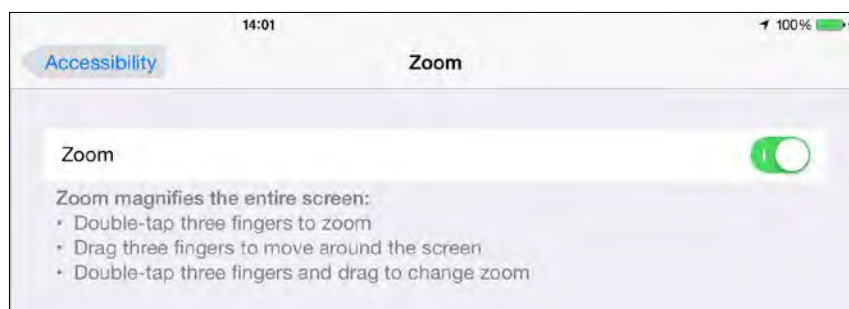 14:01
100%
Accessibility
Zoom
Zoom
Zoom magnifies the entire screen:
• Double-tap three fingers to zoom
• Drag three fingers to move around the screen
• Double-tap three fingers and drag to change zoom